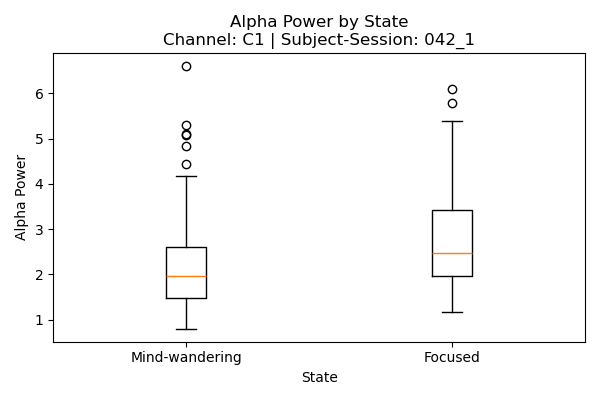 Alpha Power by State
Channel: C1 | Subject-Session: 042_1
Alpha Power
6
5
4
3
2
1
Mind-wandering Focused
State